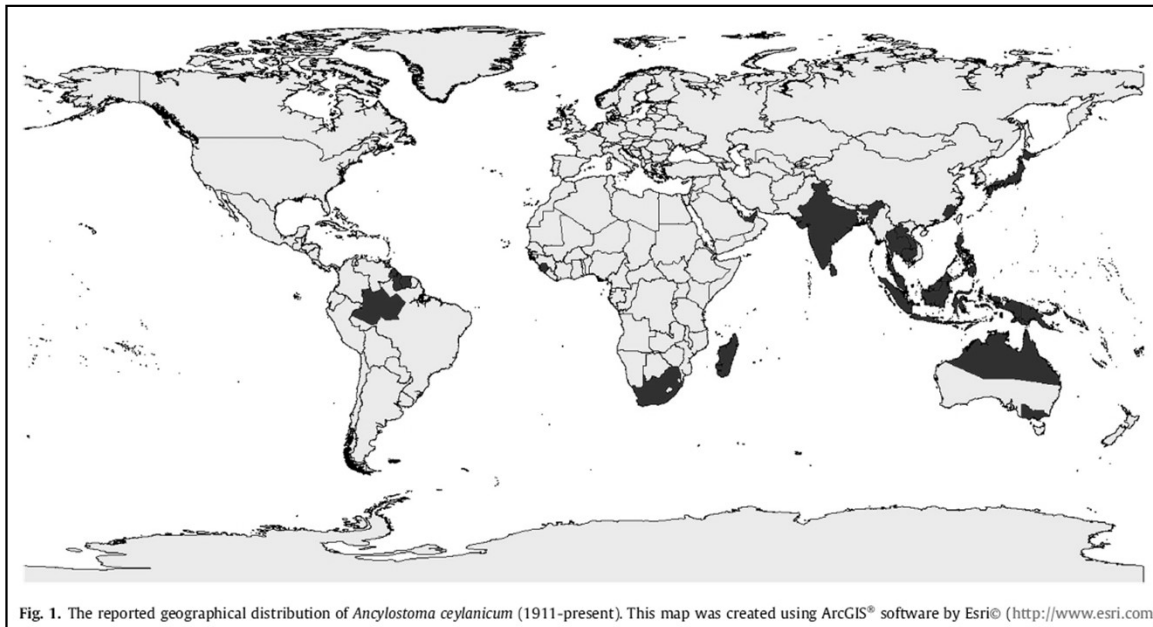 Fig. 1. The reported geographical distribution of Ancylostoma ceylanicum (1911-present). This map was created using ArcGIS® software by Esri© (http://www.esri.com